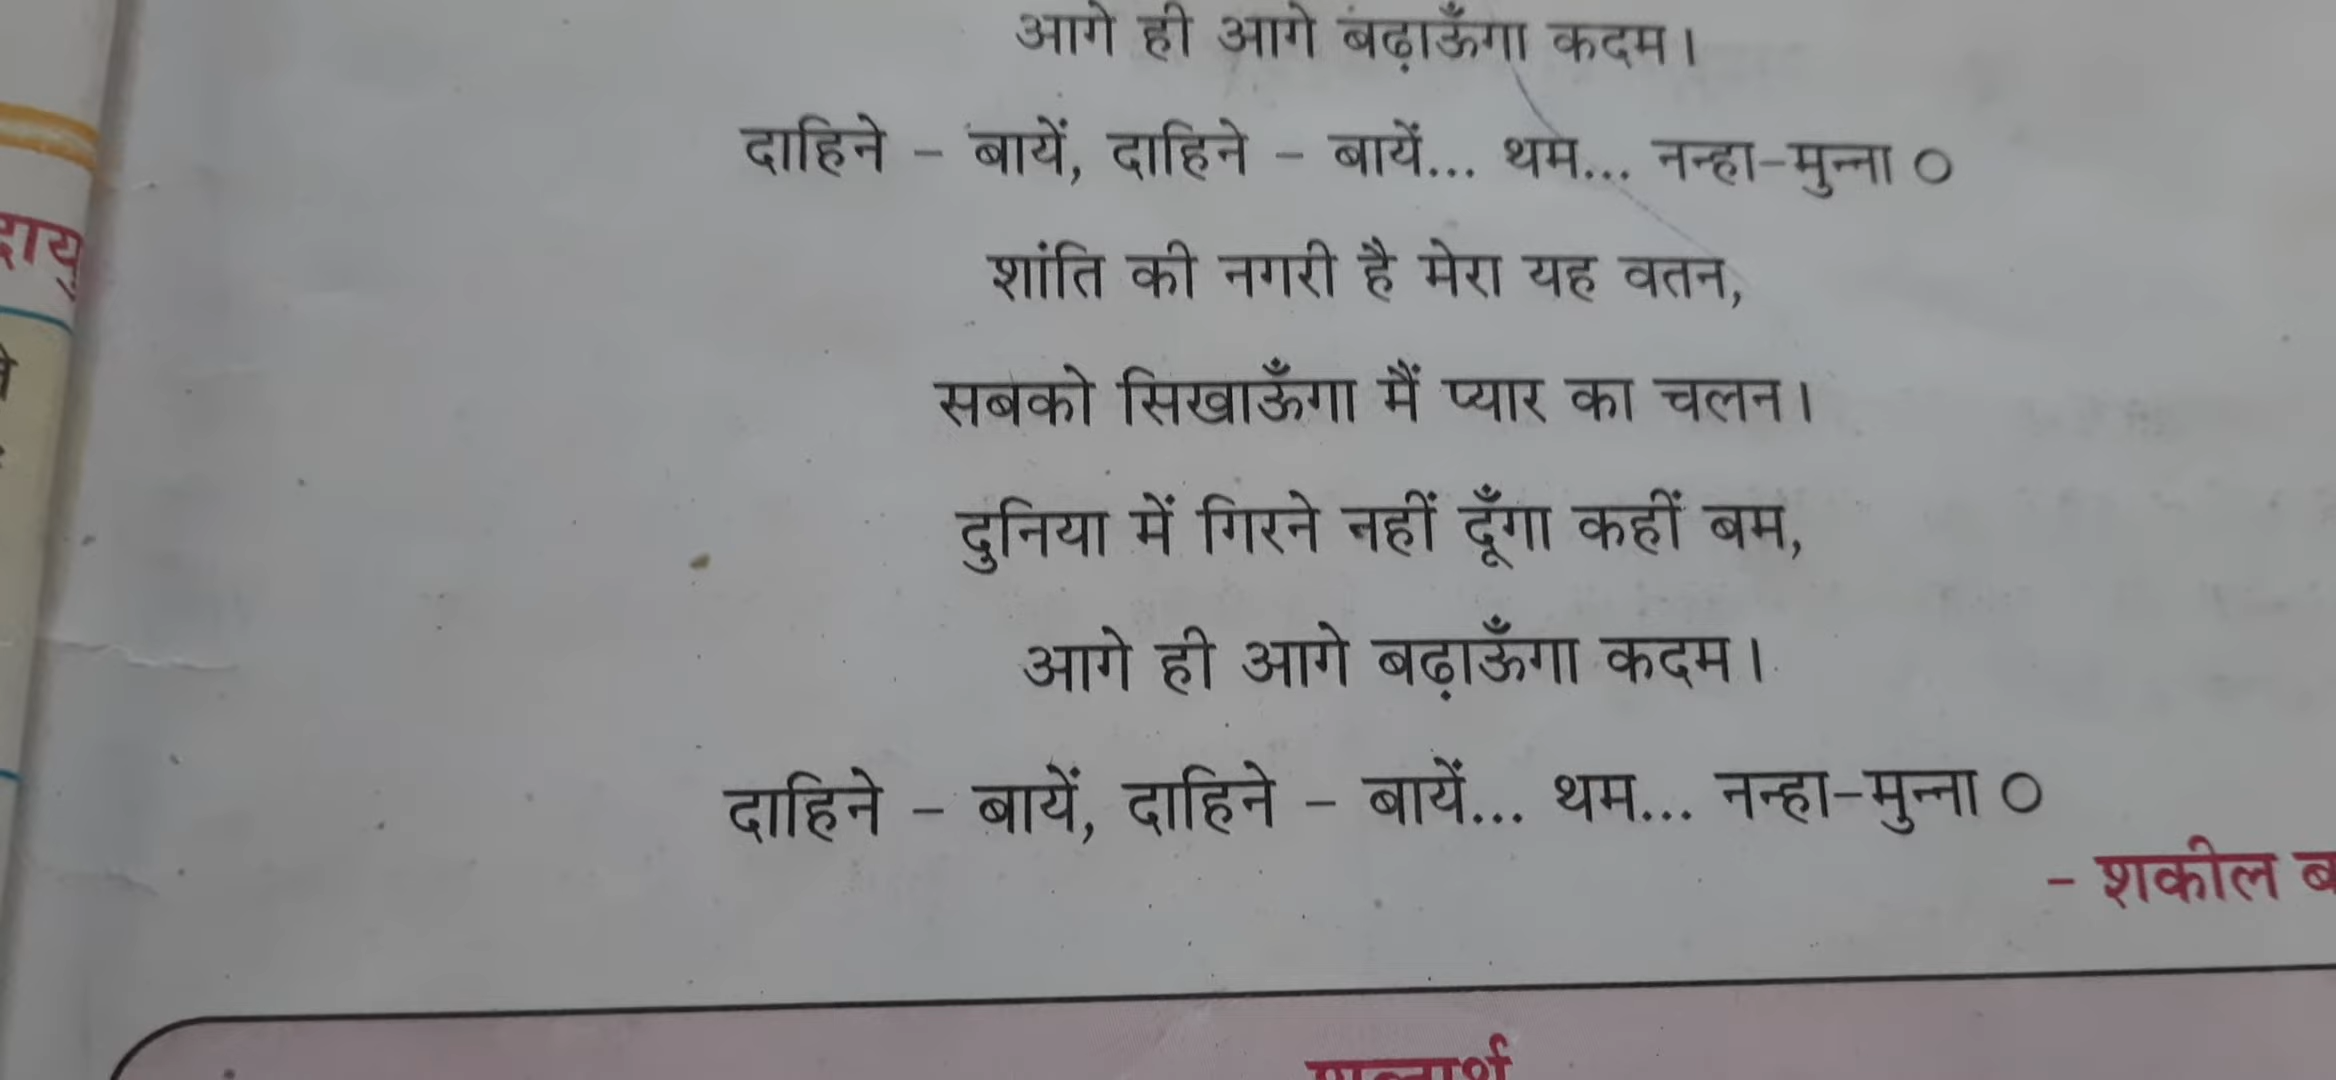 आगे ही आगे बढ़ाऊँगा कदम।
दाहिने - बायें, दाहिने - बायें... थम... नन्हा-मुन्ना ०
शांति की नगरी है मेरा यह वतन,
सबको सिखाऊँगा मैं प्यार का चलन।
दुनिया में गिरने नहीं दूँगा कहीं बम,
आगे ही आगे बढ़ाऊँगा कदम।
दाहिने - बायें, दाहिने - बायें... थम... नन्हा-मुन्ना ०
- शकील